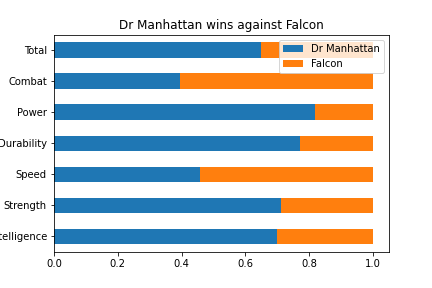 Dr Manhattan wins against Falcon
Dr Manhattan
Falcon
Total
Combat
Power
Durability
Speed
Strength
telligence
0.0 0.2 0.4 0.6 0.8 1.0